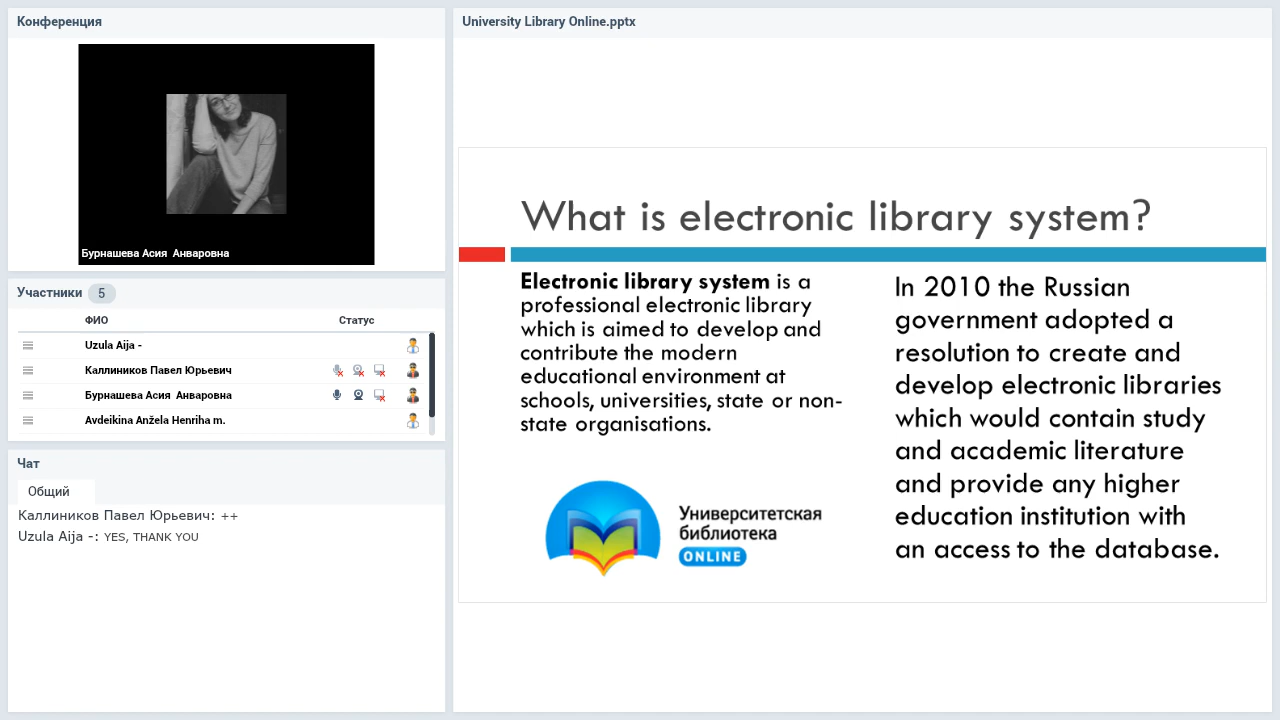 Конференция
Бурнашева Асия  Анваровна
Участники 5
ФИО Статус
Uzula Aija -
Каллиников Павел Юрьевич
Бурнашева Асия  Анваровна
Avdeikina Anžela Henriha m.
Чат
Общий
Каллиников Павел Юрьевич: ++
Uzula Aija -: YES, THANK YOU
University Library Online.pptx
What is electronic library system?
Electronic library system is a
professional electronic library
which is aimed to develop and
contribute the modern
educational environment at
schools, universities, state or non-
state organisations.
Университетская
библиотека
ONLINE
In 2010 the Russian
government adopted a
resolution to create and
develop electronic libraries
which would contain study
and academic literature
and provide any higher
education institution with
an access to the database.